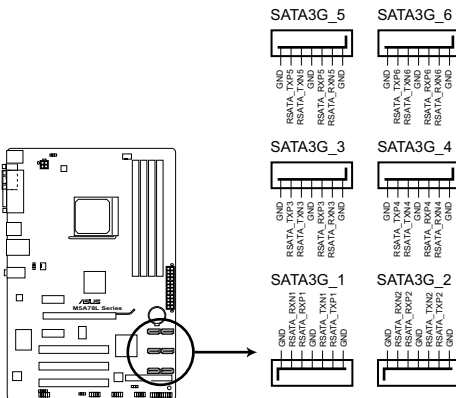 SATA3G_5
GND
RSATA_TXP5
RSATA_TXN5
GND
RSATA_RXP5
RSATA_RXN5
GND
SATA3G_6
GND
RSATA_TXP6
RSATA_TXN6
GND
RSATA_RXP6
RSATA_RXN6
GND
SATA3G_3
GND
RSATA_TXP3
RSATA_TXN3
GND
RSATA_RXP3
RSATA_RXN3
GND
SATA3G_4
GND
RSATA_TXP4
RSATA_TXN4
GND
RSATA_RXP4
RSATA_RXN4
GND
SATA3G_1
GND
RSATA_RXN1
RSATA_RXP1
GND
RSATA_TXN1
RSATA_TXP1
GND
SATA3G_2
GND
RSATA_RXN2
RSATA_RXP2
GND
RSATA_TXN2
RSATA_TXP2
GND
ASUS
M5A78L Series